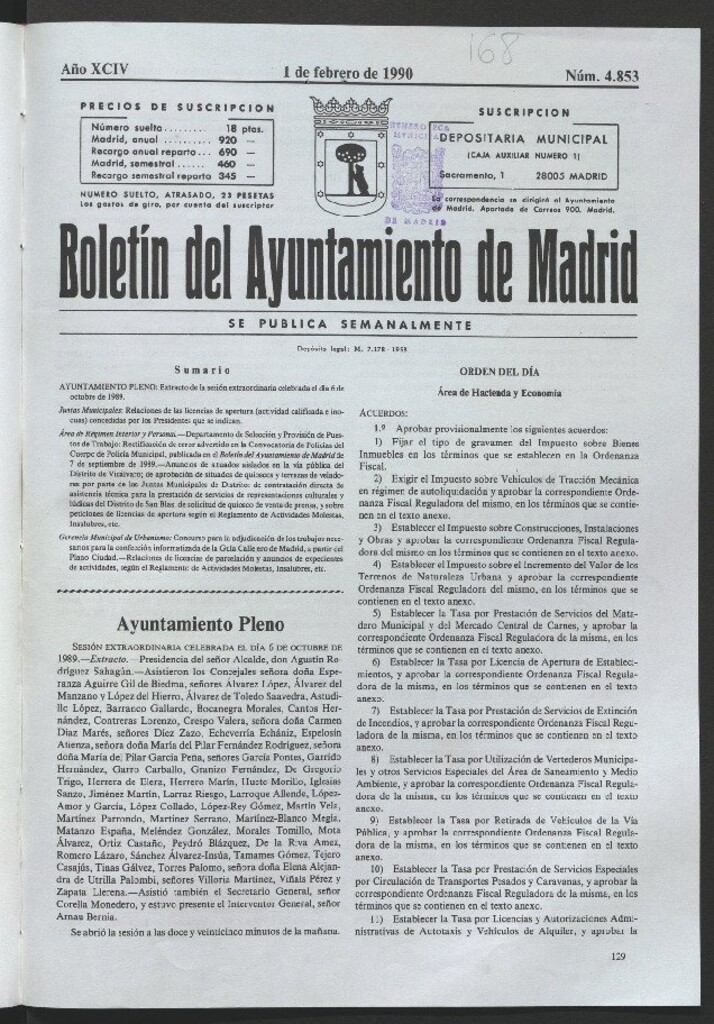 168
Año XCIV
1 de febrero de 1990
Núm. 4.853
PRECIOS DE SUSCRIPCION
Número suelto......... 18 ptas.
Madrid, anual .......... 920 —
Recargo anual reparto... 690 —
Madrid, semestral ...... 460 —
Recargo semestral reparto 345 —
NUMERO SUELTO, ATRASADO, 23 PESETAS
Los gastos de giro, por cuenta del suscriptor
HEMEROTECA
MUNICIPAL
DE MADRID
SUSCRIPCION
DEPOSITARIA MUNICIPAL
(CAJA AUXILIAR NUMERO 1)
Sacramento, 1 28005 MADRID
La correspondencia se dirigirá al Ayuntamiento
de Madrid. Apartado de Correos 900. Madrid.
Boletín del Ayuntamiento de Madrid
SE PUBLICA SEMANALMENTE
Depósito legal: M. 7.178 - 1958
Sumario
AYUNTAMIENTO PLENO: Extracto de la sesión extraordinaria celebrada el día 6 de
octubre de 1989.
Juntas Municipales: Relaciones de las licencias de apertura (actividad calificada e ino-
cuas) concedidas por los Presidentes que se indican.
Área de Régimen Interior y Personal.—Departamento de Selección y Provisión de Pues-
tos de Trabajo: Rectificación de error advertido en la Convocatoria de Policías del
Cuerpo de Policía Municipal, publicada en el Boletín del Ayuntamiento de Madrid de
7 de septiembre de 1989.—Anuncios de situados aislados en la vía pública del
Distrito de Vicálvaro; de aprobación de situados de quioscos y terrazas de velado-
res por parte de las Juntas Municipales de Distrito; de contratación directa de
asistencia técnica para la prestación de servicios de representaciones culturales y
lúdicas del Distrito de San Blas, de solicitud de quiosco de venta de prensa, y sobre
peticiones de licencias de apertura según el Reglamento de Actividades Molestas,
Insalubres, etc.
Gerencia Municipal de Urbanismo: Concurso para la adjudicación de los trabajos nece-
sarios para la confección informatizada de la Guía Callejero de Madrid, a partir del
Plano Ciudad.—Relaciones de licencias de parcelación y anuncios de expedientes
de actividades, según el Reglamento de Actividades Molestas, Insalubres, etc.
Ayuntamiento Pleno
SESIÓN EXTRAORDINARIA CELEBRADA EL DÍA 6 DE OCTUBRE DE
1989.—Extracto.— Presidencia del señor Alcalde, don Agustín Ro-
dríguez Sahagún.—Asistieron los Concejales señora doña Espe-
ranza Aguirre Gil de Biedma, señores Álvarez López, Álvarez del
Manzano y López del Hierro, Álvarez de Toledo Saavedra, Astudi-
llo López, Barranco Gallardo, Bocanegra Morales, Cantos Her-
nández, Contreras Lorenzo, Crespo Valera, señora doña Carmen
Díaz Marés, señores Díez Zazo, Echeverría Echániz, Espelosín
Atienza, señora doña María del Pilar Fernández Rodríguez, señora
doña María del Pilar García Peña, señores García Pontes, Garrido
Hernández, Garro Carballo, Granizo Fernández, De Gregorio
Trigo, Herrera de Elera, Herrero Marín, Huete Morillo, Iglesias
Sanzo, Jiménez Martín, Larraz Riesgo, Larroque Allende, López-
Amor y García, López Collado, López-Rey Gómez, Martín Vela,
Martínez Parrondo, Martínez Serrano, Martínez-Blanco Megía,
Matanzo España, Meléndez González, Morales Tomillo, Mota
Álvarez, Ortiz Castaño, Peydró Blázquez, De la Riva Amez,
Romero Lázaro, Sánchez Álvarez-Insúa, Tamames Gómez, Tejero
Casajús, Tinas Gálvez, Torres Palomo, señora doña Elena Alejan-
dra de Utrilla Palombi, señores Villoria Martínez, Viñals Pérez y
Zapata Llerena.—Asistió también el Secretario General, señor
Corella Monedero, y estuvo presente el Interventor General, señor
Arnau Bernia.
Se abrió la sesión a las doce y veinticinco minutos de la mañana.
ORDEN DEL DÍA
Área de Hacienda y Economía
ACUERDOS:
1.º Aprobar provisionalmente los siguientes acuerdos:
1) Fijar el tipo de gravamen del Impuesto sobre Bienes
Inmuebles en los términos que se establecen en la Ordenanza
Fiscal.
2) Exigir el Impuesto sobre Vehículos de Tracción Mecánica
en régimen de autoliquidación y aprobar la correspondiente Orde-
nanza Fiscal Reguladora del mismo, en los términos que se contie-
nen en el texto anexo.
3) Establecer el Impuesto sobre Construcciones, Instalaciones
y Obras y aprobar la correspondiente Ordenanza Fiscal Regula-
dora del mismo en los términos que se contienen en el texto anexo.
4) Establecer el Impuesto sobre el Incremento del Valor de los
Terrenos de Naturaleza Urbana y aprobar la correspondiente
Ordenanza Fiscal Reguladora del mismo, en los términos que se
contienen en el texto anexo.
5) Establecer la Tasa por Prestación de Servicios del Mata-
dero Municipal y del Mercado Central de Carnes, y aprobar la
correspondiente Ordenanza Fiscal Reguladora de la misma, en los
términos que se contienen en el texto anexo.
6) Establecer la Tasa por Licencia de Apertura de Estableci-
mientos, y aprobar la correspondiente Ordenanza Fiscal Regula-
dora de la misma, en los términos que se contienen en el texto
anexo.
7) Establecer la Tasa por Prestación de Servicios de Extinción
de Incendios, y aprobar la correspondiente Ordenanza Fiscal Regu-
ladora de la misma, en los términos que se contienen en el texto
anexo.
8) Establecer la Tasa por Utilización de Vertederos Municipa-
les y otros Servicios Especiales del Área de Saneamiento y Medio
Ambiente, y aprobar la correspondiente Ordenanza Fiscal Regula-
dora de la misma, en los términos que se contienen en el texto
anexo.
9) Establecer la Tasa por Retirada de Vehículos de la Vía
Pública, y aprobar la correspondiente Ordenanza Fiscal Regula-
dora de la misma, en los términos que se contienen en el texto
anexo.
10) Establecer la Tasa por Prestación de Servicios Especiales
por Circulación de Transportes Pesados y Caravanas, y aprobar la
correspondiente Ordenanza Fiscal Reguladora de la misma, en los
términos que se contienen en el texto anexo.
11) Establecer la Tasa por Licencias y Autorizaciones Admi-
nistrativas de Autotaxis y Vehículos de Alquiler, y aprobar la
129